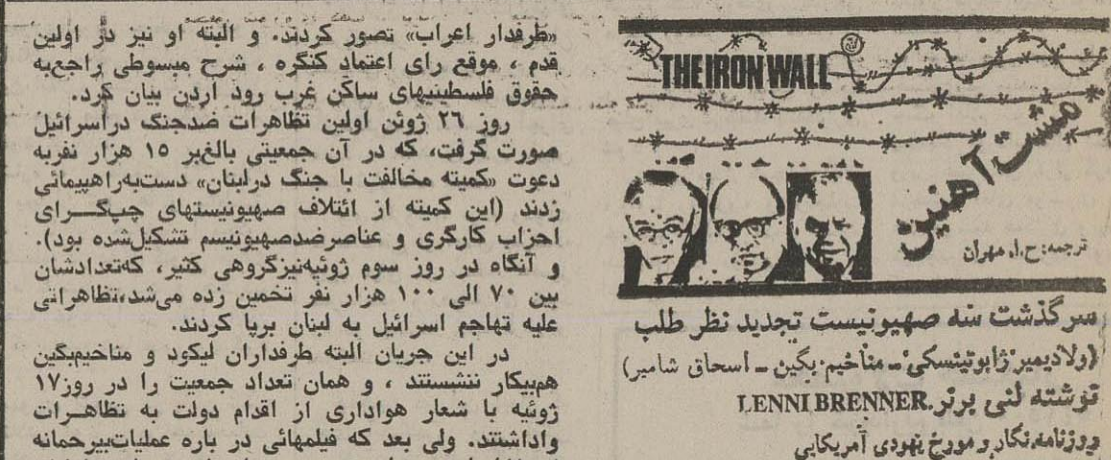 THE IRON WALL
مشت آهنین
ترجمه: ح.ا. مهران
سرگذشت سه صهیونیست تجدید نظر طلب
(ولادیمیر ژابوتینسکی ـ مناخیم بگین ـ اسحاق شامیر)
نوشته لنی برنر LENNI BRENNER
روزنامه‌نگار و مورخ یهودی آمریکایی
«طرفدار اعراب» تصور کردند. و البته او نیز در اولین
قدم ، موقع رای اعتماد کنگره ، شرح مبسوطی راجع‌به
حقوق فلسطینیهای ساکن غرب رود اردن بیان کرد.
روز ۲۶ ژوئن اولین تظاهرات ضدجنگ دراسرائیل
صورت گرفت، که در آن جمعیتی بالغ‌بر ۱۵ هزار نفربه
دعوت «کمیته مخالفت با جنگ درلبنان» دست‌به‌راهپیمائی
زدند (این کمیته از ائتلاف صهیونیستهای چپ‌گـــرای
احزاب کارگری و عناصرضدصهیونیسم تشکیل‌شده بود).
و آنگاه در روز سوم ژوئیه‌نیزگروهی کثیر، که‌تعدادشان
بین ۷۰ الی ۱۰۰ هزار نفر تخمین زده می‌شد،تظاهراتی
علیه تهاجم اسرائیل به لبنان برپا کردند.
در این جریان البته طرفداران لیکود و مناخیم‌بگین
هم‌بیکار ننشستند ، و همان تعداد جمعیت را در روز۱۷
ژوئیه با شعار هواداری از اقدام دولت به تظاهــرات
واداشتند. ولی بعد که فیلمهائی در باره عملیات‌بیرحمانه